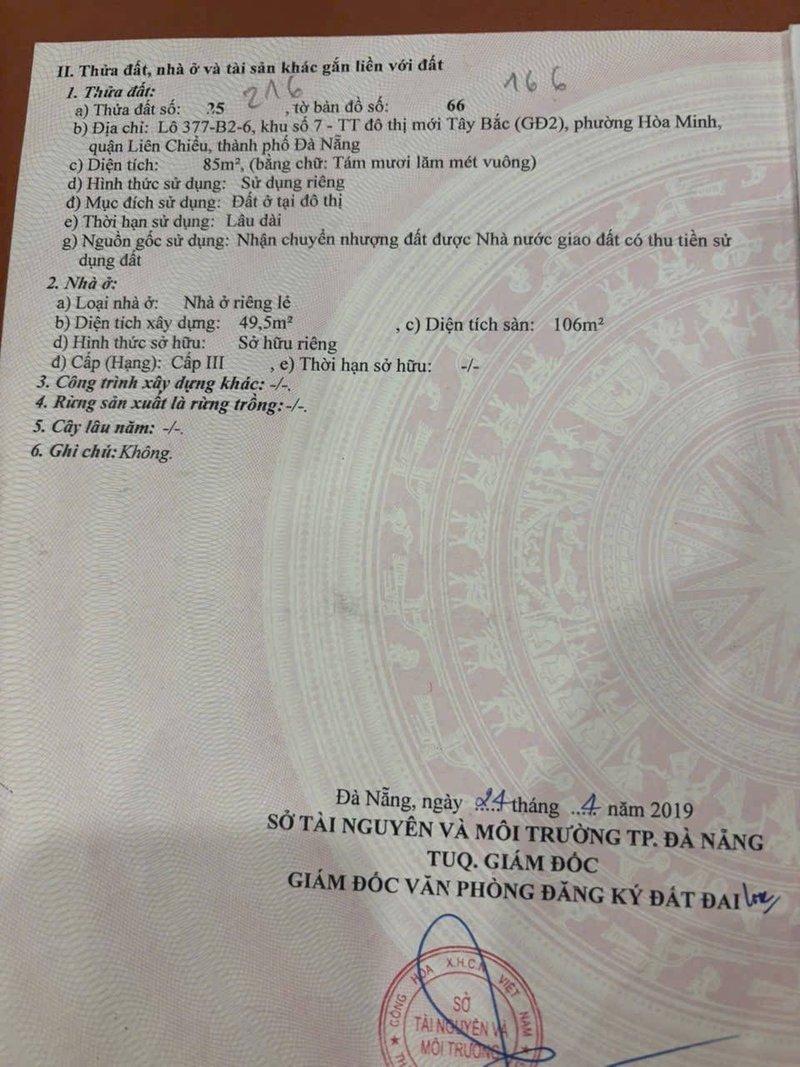 II. Thửa đất, nhà ở và tài sản khác gắn liền với đất
1. Thửa đất: 216 166
a) Thửa đất số: 25 , tờ bản đồ số: 66
b) Địa chỉ: Lô 377-B2-6, khu số 7 - TT đô thị mới Tây Bắc (GĐ2), phường Hòa Minh,
quận Liên Chiểu, thành phố Đà Nẵng
c) Diện tích: 85m², (bằng chữ: Tám mươi lăm mét vuông)
d) Hình thức sử dụng: Sử dụng riêng
đ) Mục đích sử dụng: Đất ở tại đô thị
e) Thời hạn sử dụng: Lâu dài
g) Nguồn gốc sử dụng: Nhận chuyển nhượng đất được Nhà nước giao đất có thu tiền sử
dụng đất
2. Nhà ở:
a) Loại nhà ở: Nhà ở riêng lẻ
b) Diện tích xây dựng: 49,5m² , c) Diện tích sàn: 106m²
d) Hình thức sở hữu: Sở hữu riêng
đ) Cấp (Hạng): Cấp III , e) Thời hạn sở hữu: -/-
3. Công trình xây dựng khác: -/-.
4. Rừng sản xuất là rừng trồng: -/-.
5. Cây lâu năm: -/-.
6. Ghi chú: Không.
Đà Nẵng, ngày 24 tháng 4 năm 2019
SỞ TÀI NGUYÊN VÀ MÔI TRƯỜNG TP. ĐÀ NẴNG
TUQ. GIÁM ĐỐC
GIÁM ĐỐC VĂN PHÒNG ĐĂNG KÝ ĐẤT ĐAI
CỘNG HÒA X.H.C.N VIỆT NAM
SỞ
TÀI NGUYÊN VÀ
MÔI TRƯỜNG